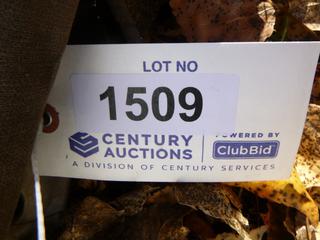 LOT NO
1509
CENTURY AUCTIONS
POWERED BY
ClubBid
A DIVISION OF CENTURY SERVICES